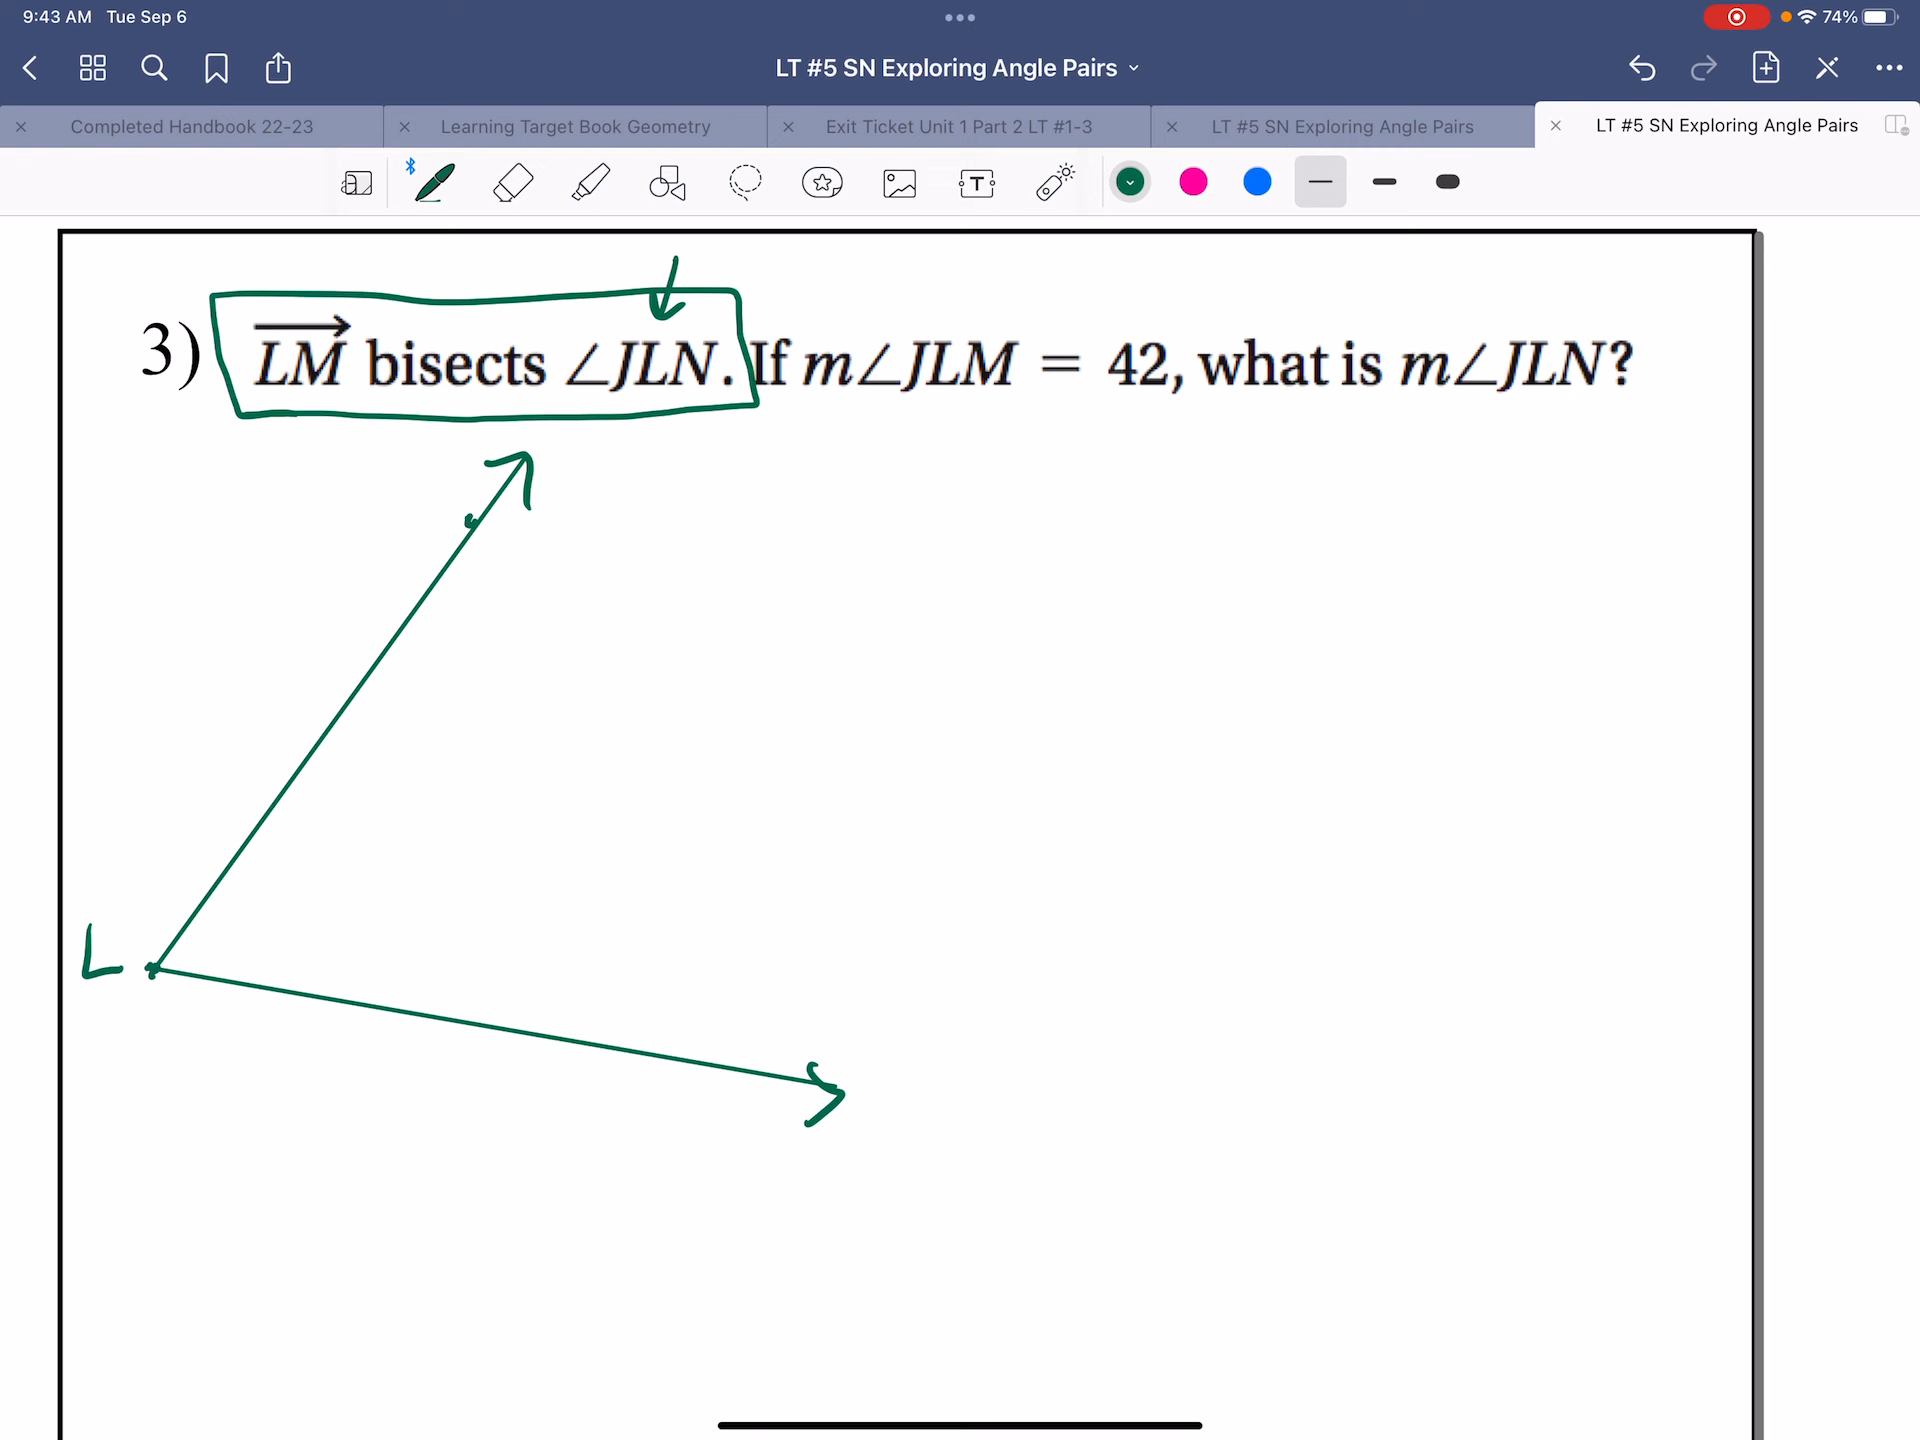 9:43 AM Tue Sep 6
74%
LT #5 SN Exploring Angle Pairs
Completed Handbook 22-23
Learning Target Book Geometry
Exit Ticket Unit 1 Part 2 LT #1-3
LT #5 SN Exploring Angle Pairs
LT #5 SN Exploring Angle Pairs
3) LM bisects ∠JLN. If m∠JLM = 42, what is m∠JLN?
L